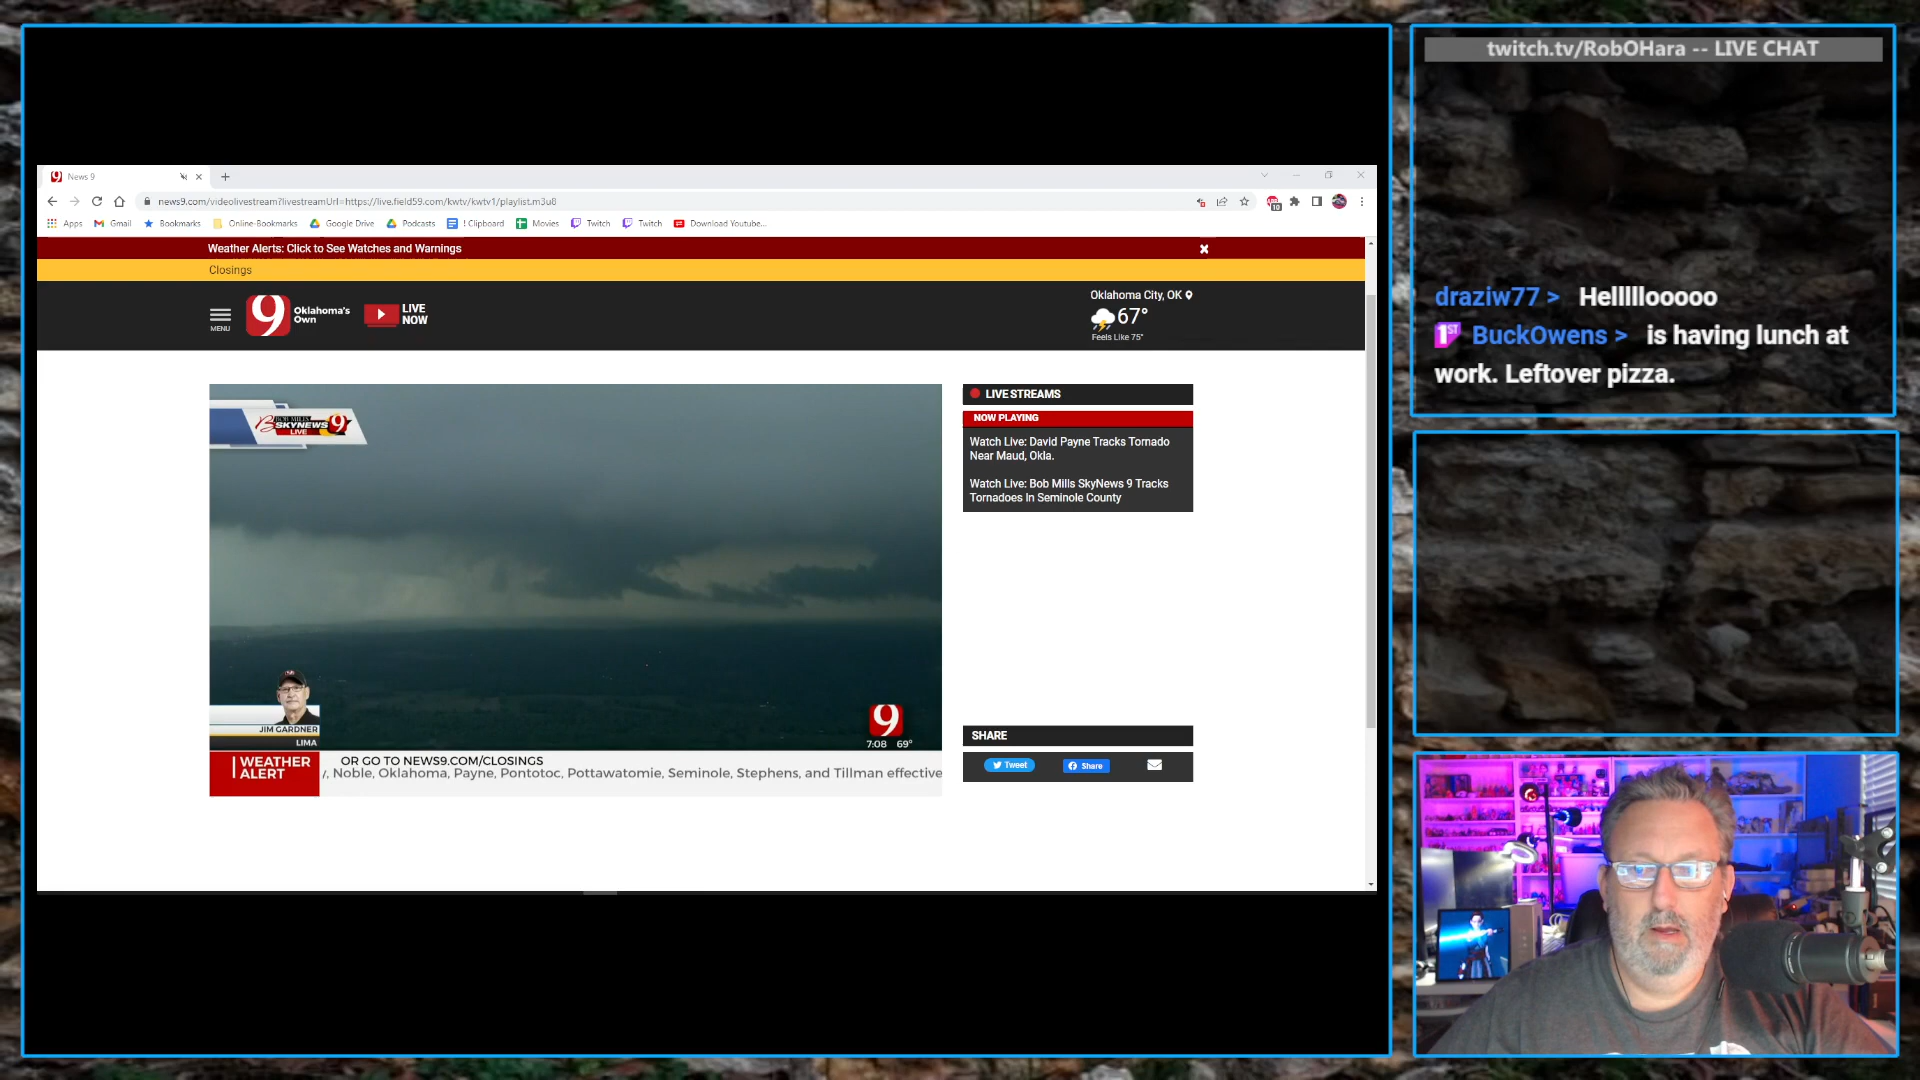 twitch.tv/RobOHara -- LIVE CHAT
News 9
news9.com/videolivestream?livestreamUrl=https://live.field59.com/kwtv/kwtv1/playlist.m3u8
Apps Gmail Bookmarks Online-Bookmarks Google Drive Podcasts ! Clipboard Movies Twitch Twitch Download Youtube...
Weather Alerts: Click to See Watches and Warnings
Closings
MENU
9 Oklahoma's
Own
LIVE
NOW
Oklahoma City, OK
67°
Feels Like 75°
BOB MILLS
SKYNEWS 9
LIVE
JIM GARDNER
LIMA
9
7:08 69°
WEATHER
ALERT
OR GO TO NEWS9.COM/CLOSINGS
, Noble, Oklahoma, Payne, Pontotoc, Pottawatomie, Seminole, Stephens, and Tillman effective
LIVE STREAMS
NOW PLAYING
Watch Live: David Payne Tracks Tornado
Near Maud, Okla.
Watch Live: Bob Mills SkyNews 9 Tracks
Tornadoes In Seminole County
SHARE
Tweet Share
draziw77 > Helllllooooo
1ST BuckOwens > is having lunch at
work. Leftover pizza.